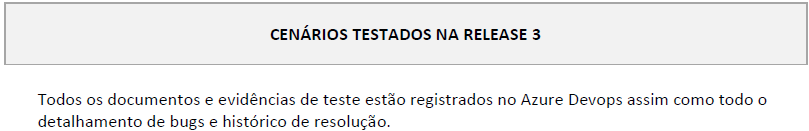 CENÁRIOS TESTADOS NA RELEASE 3
Todos os documentos e evidências de teste estão registrados no Azure Devops assim como todo o
detalhamento de bugs e histórico de resolução.